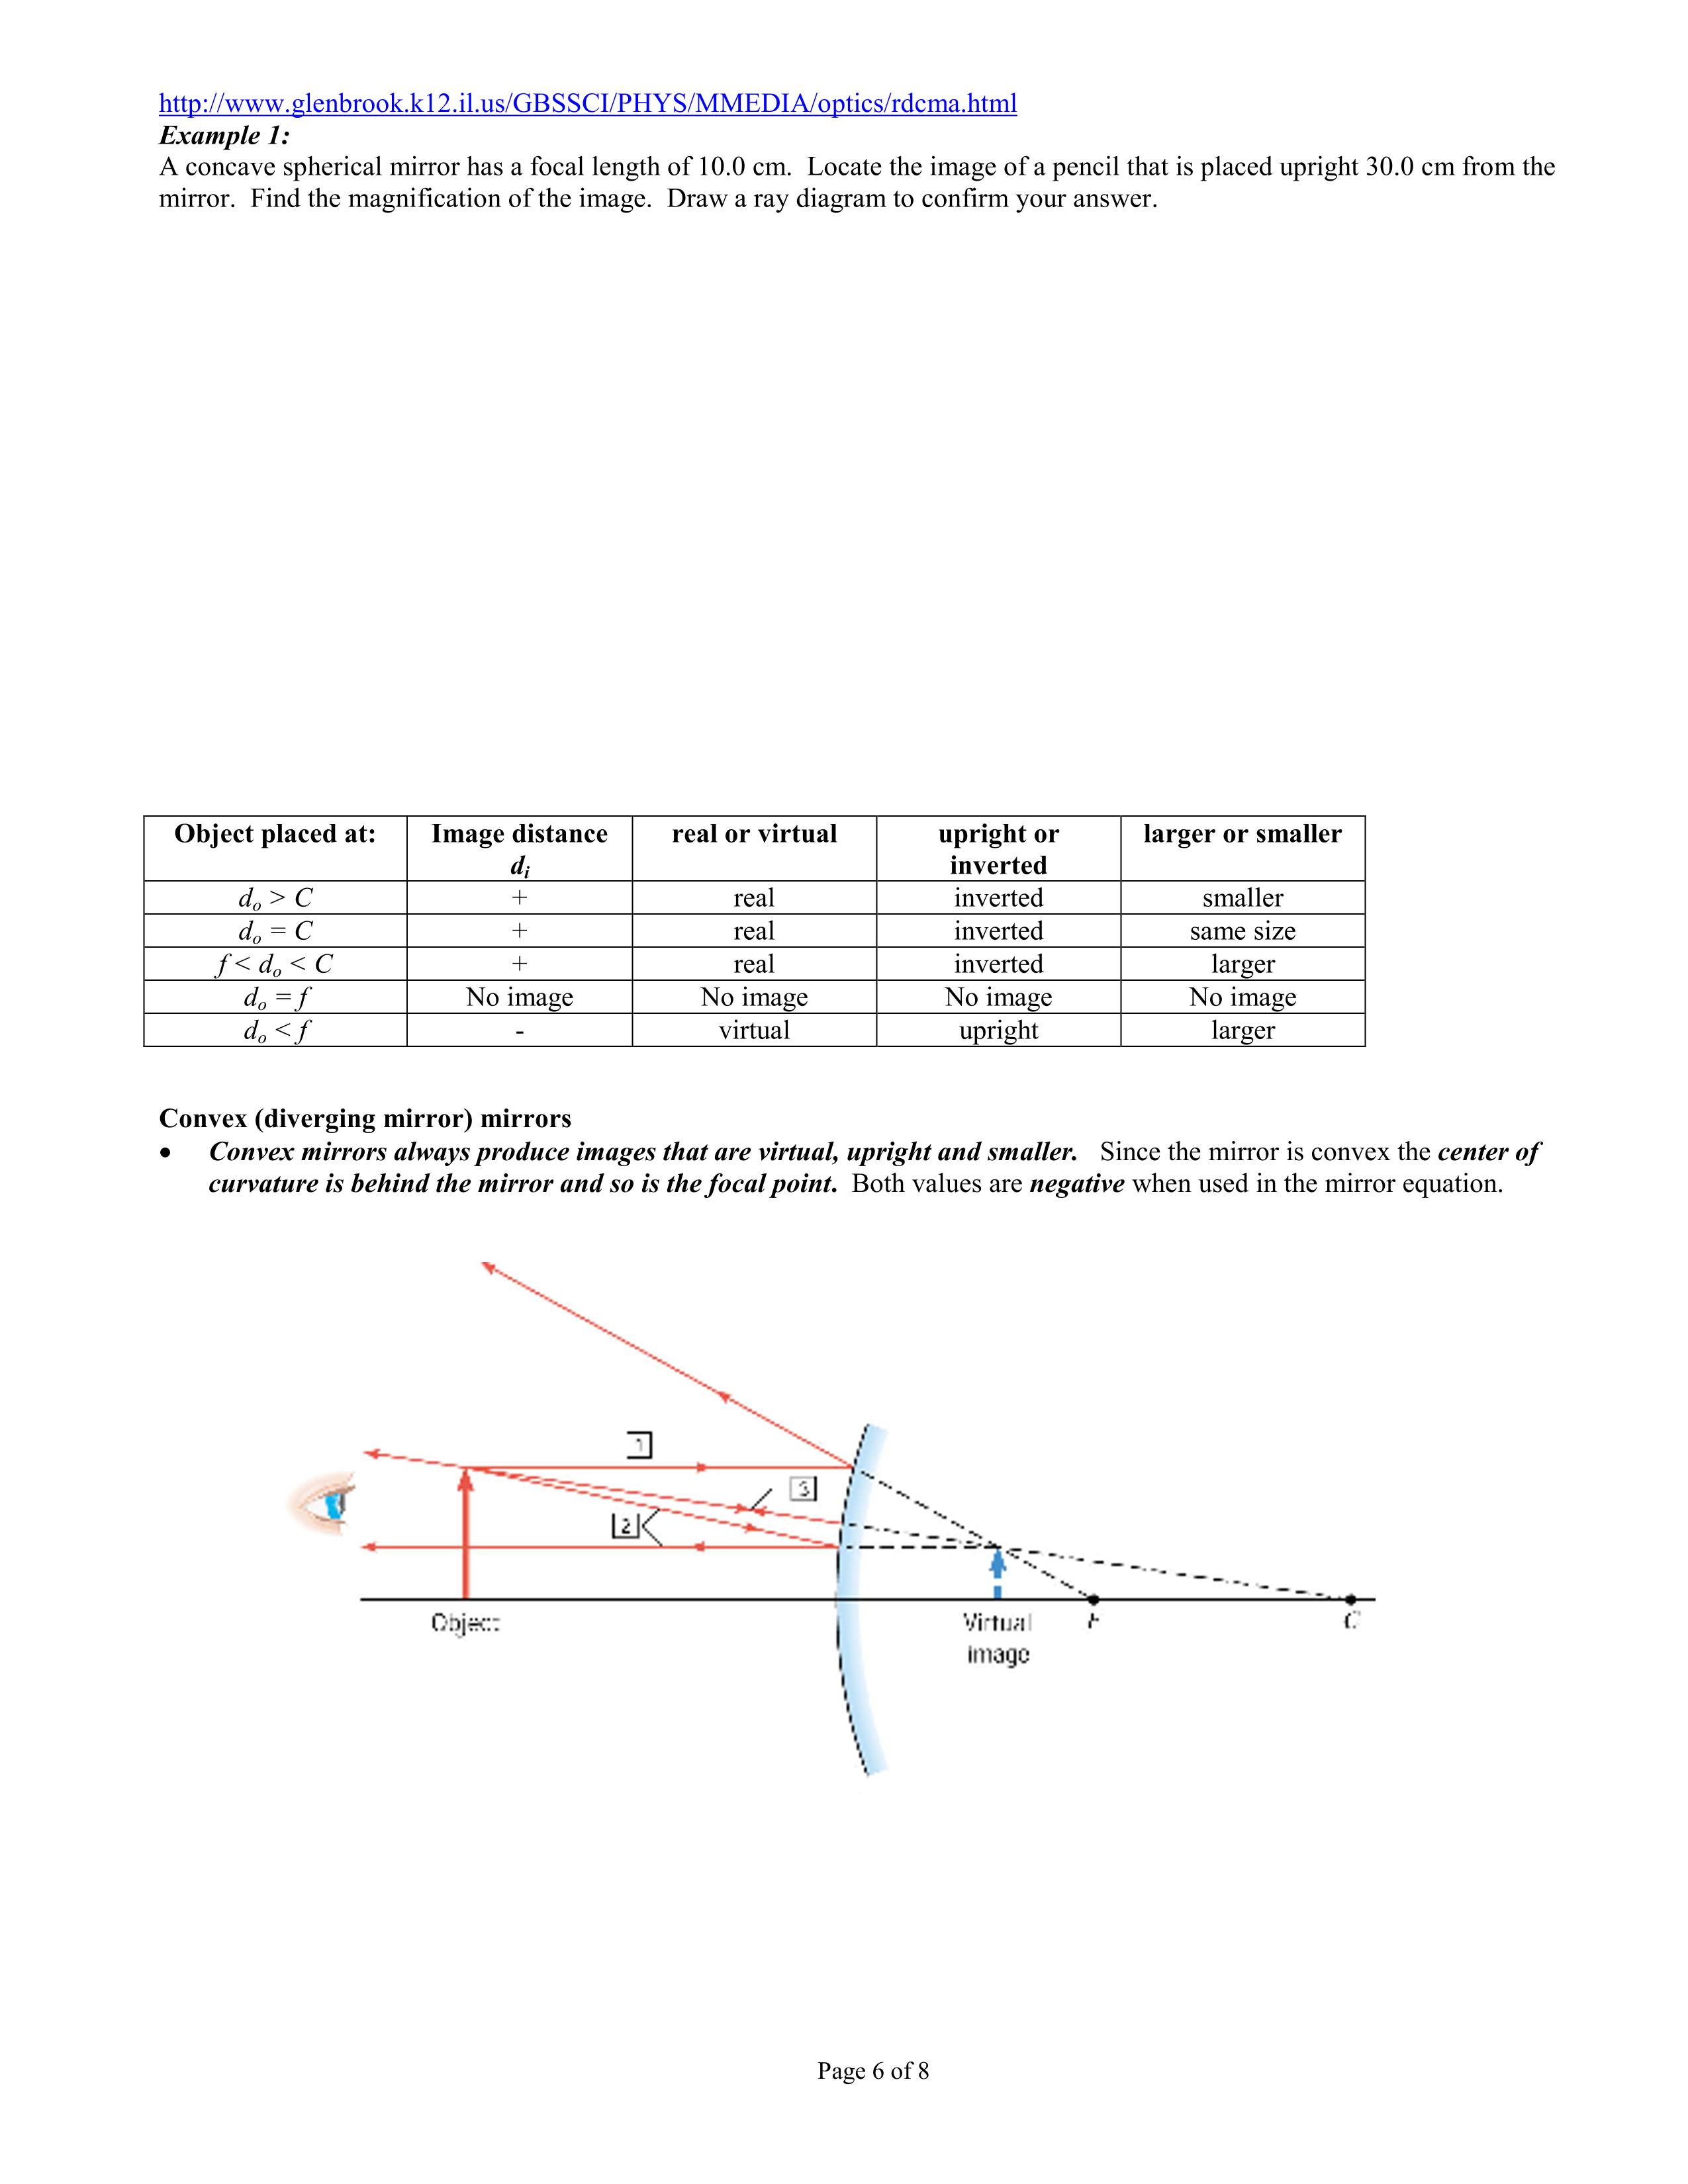 http://www.glenbrook.k12.il.us/GBSSCI/PHYS/MMEDIA/optics/rdcma.html
Example 1:
A concave spherical mirror has a focal length of 10.0 cm.  Locate the image of a pencil that is placed upright 30.0 cm from the
mirror.  Find the magnification of the image.  Draw a ray diagram to confirm your answer.
Object placed at: Image distance real or virtual upright or larger or smaller
di inverted
do > C + real inverted smaller
do = C + real inverted same size
f < do < C + real inverted larger
do = f No image No image No image No image
do < f - virtual upright larger
Convex (diverging mirror) mirrors
• Convex mirrors always produce images that are virtual, upright and smaller.   Since the mirror is convex the center of
curvature is behind the mirror and so is the focal point.  Both values are negative when used in the mirror equation.
1
3
2
Object Virtual F C
image
Page 6 of 8